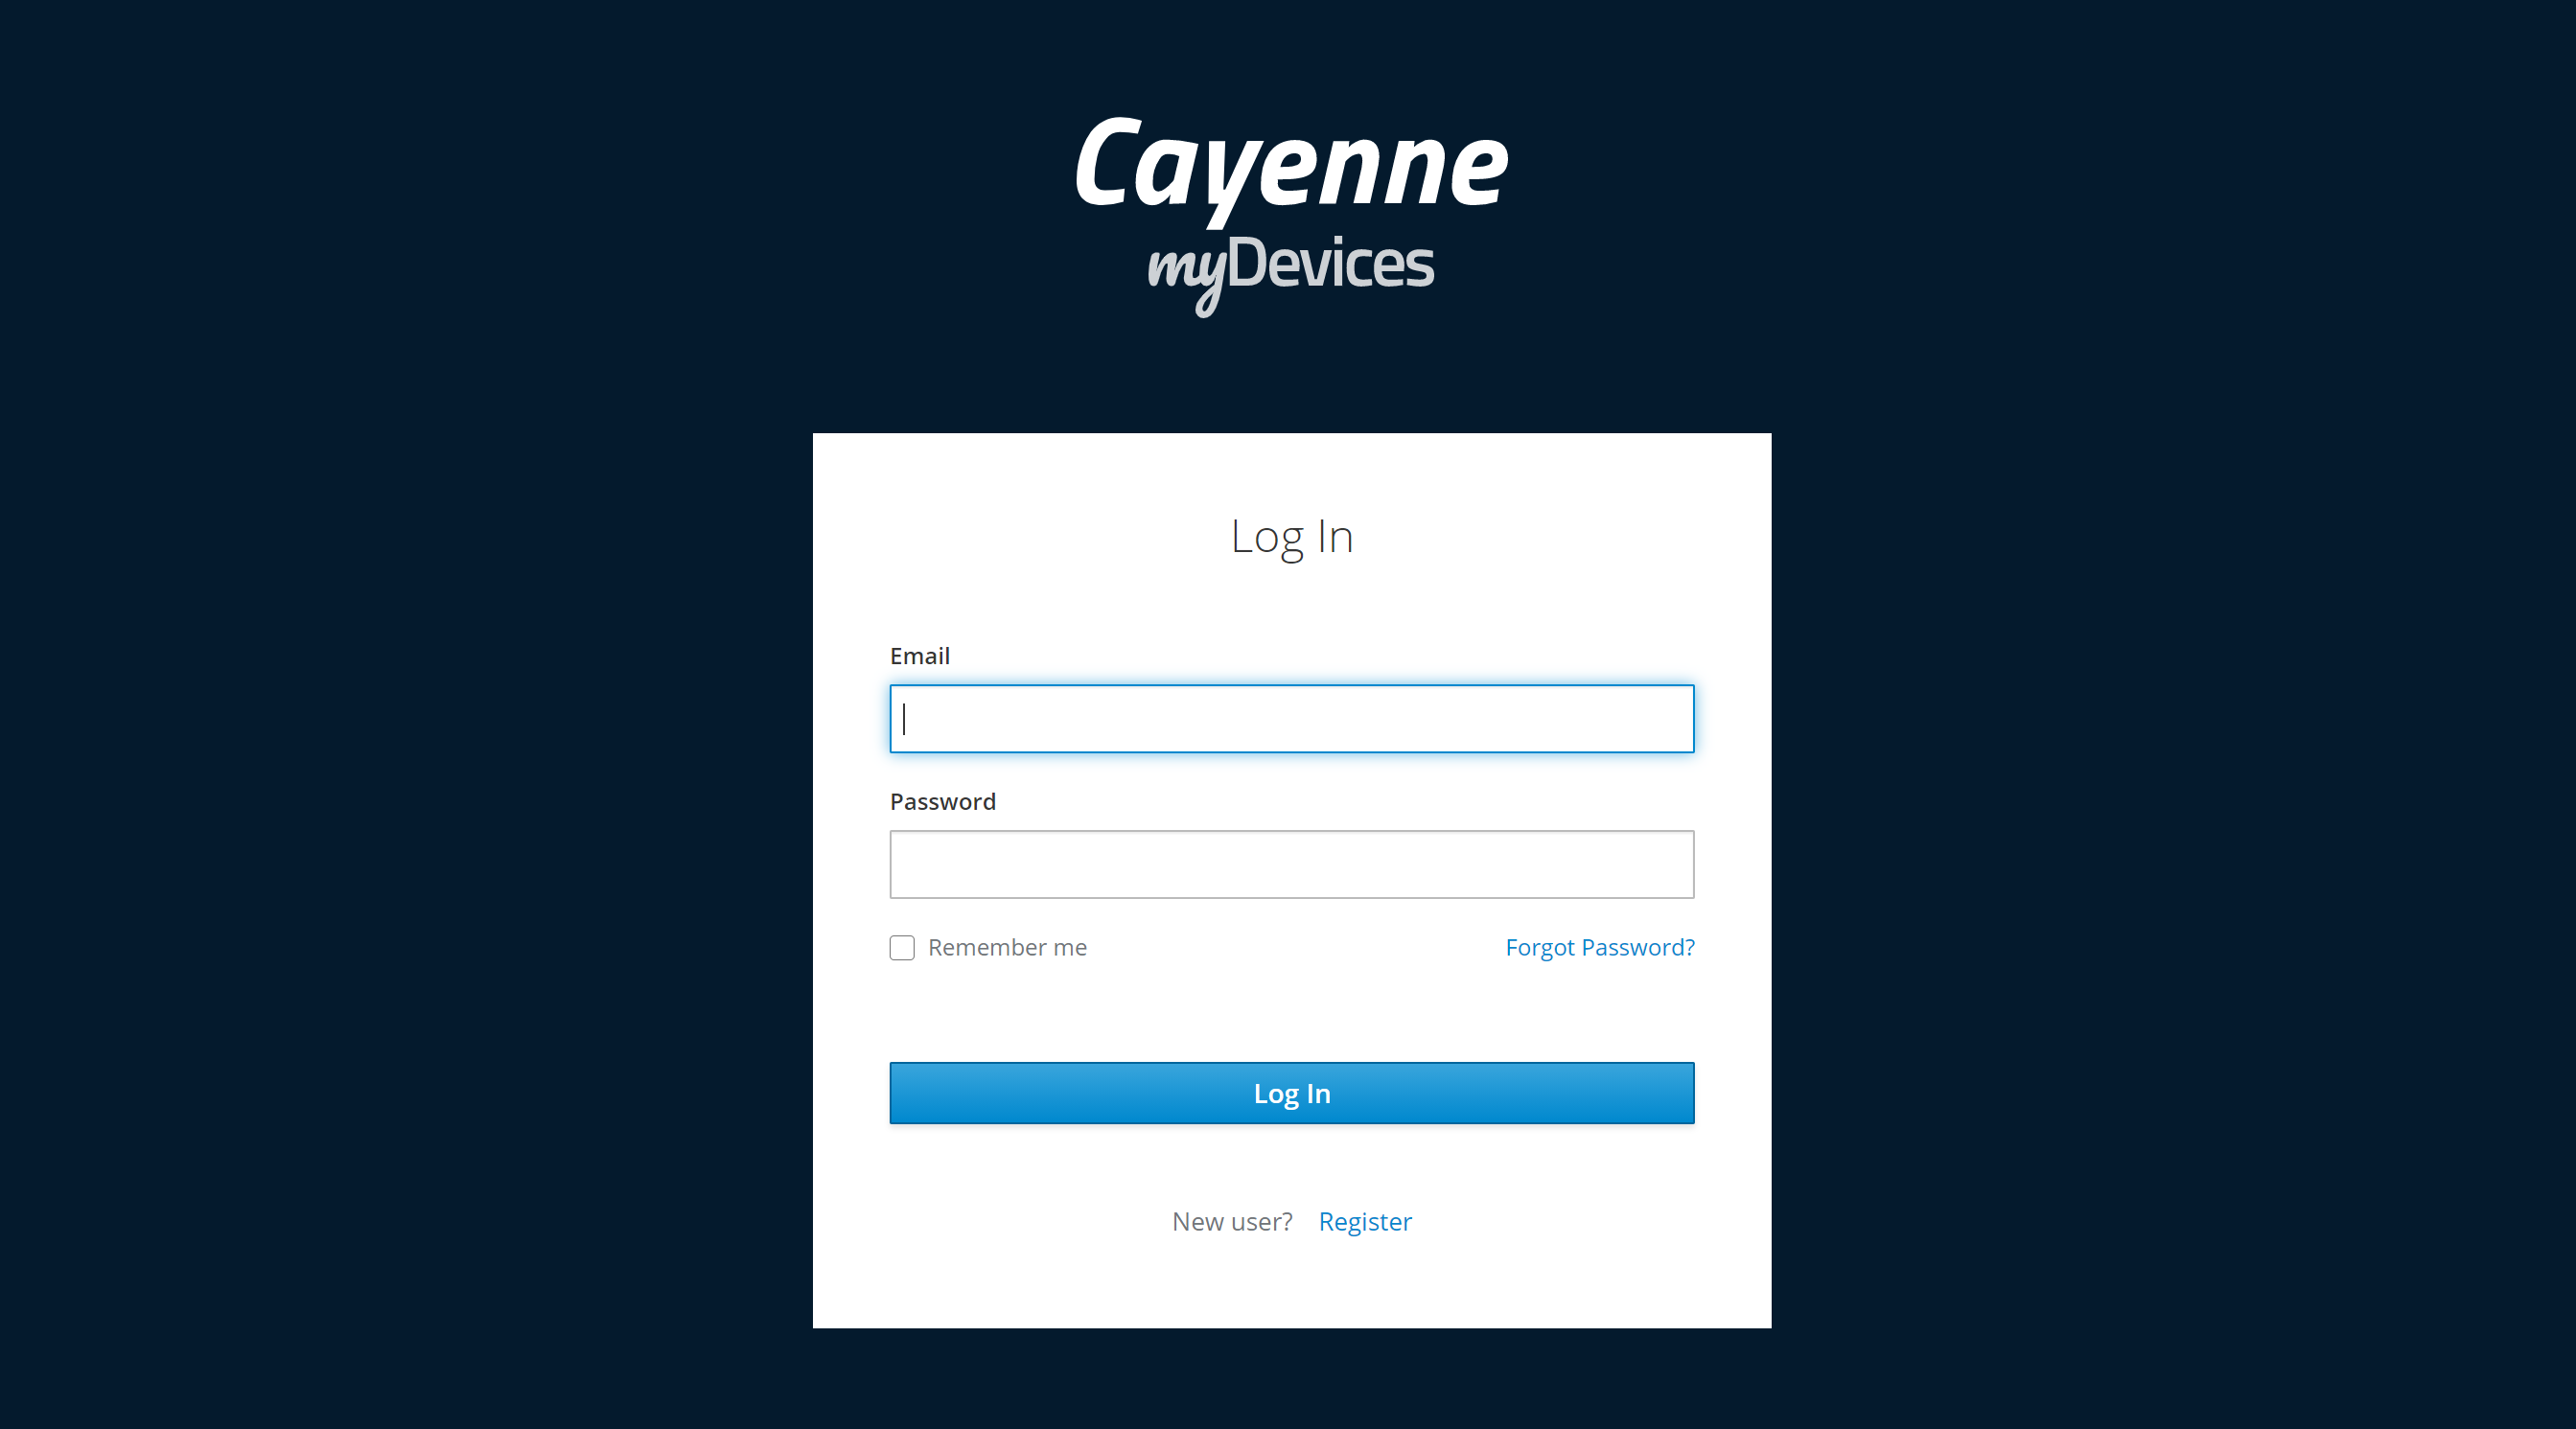 Cayenne
myDevices
Log In
Email
Password
Remember me Forgot Password?
Log In
New user? Register